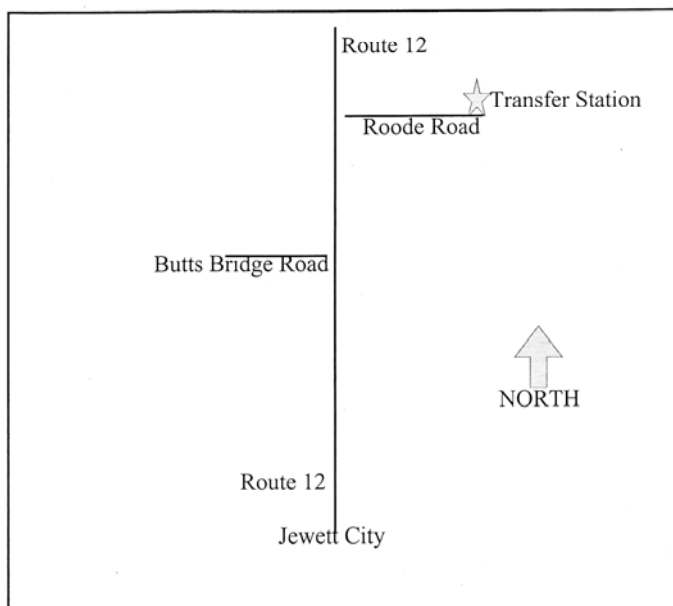 Route 12
Transfer Station
Roode Road
Butts Bridge Road
NORTH
Route 12
Jewett City